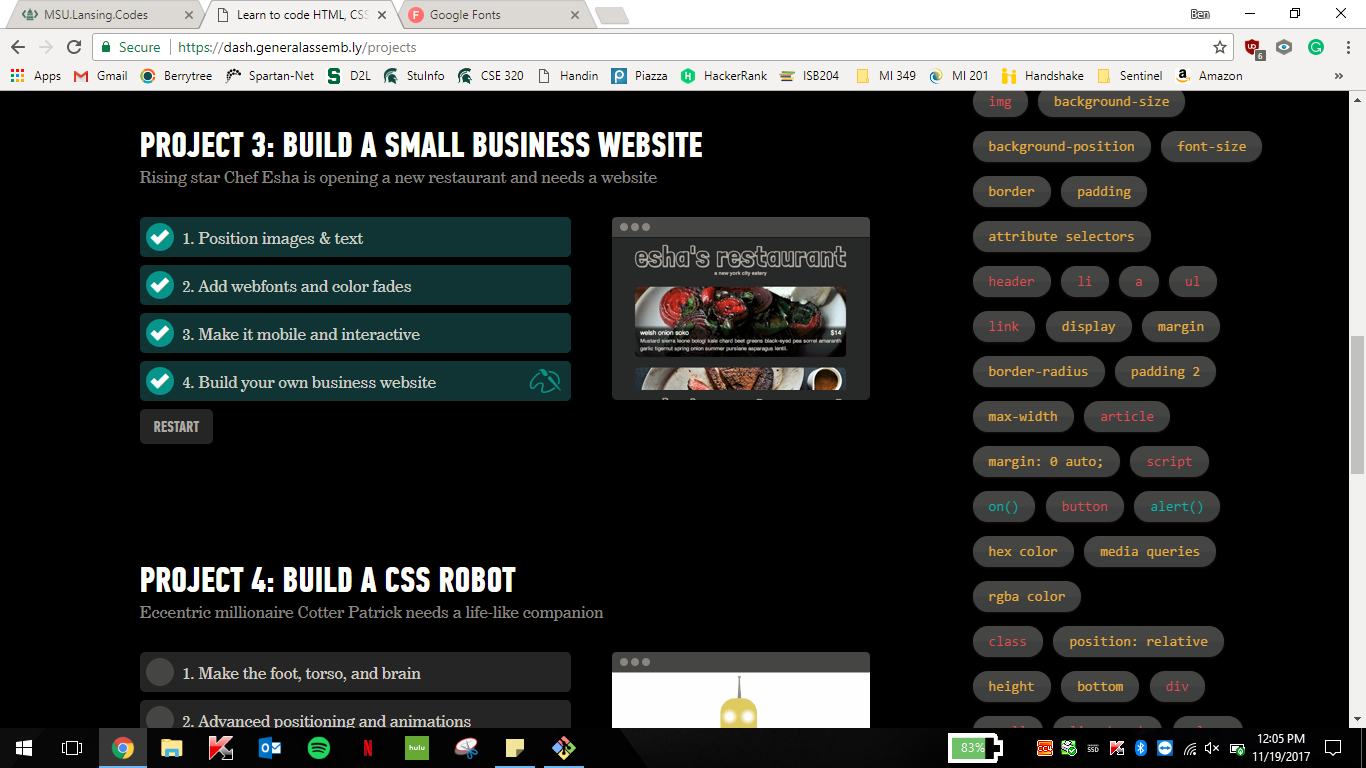 MSU.Lansing.Codes
Learn to code HTML, CSS
Google Fonts
Ben
Secure
https://dash.generalassemb.ly/projects
6
Apps
Gmail
Berrytree
Spartan-Net
D2L
StuInfo
CSE 320
Handin
Piazza
HackerRank
ISB204
MI 349
MI 201
Handshake
Sentinel
Amazon
»
PROJECT 3: BUILD A SMALL BUSINESS WEBSITE
Rising star Chef Esha is opening a new restaurant and needs a website
1. Position images & text
2. Add webfonts and color fades
3. Make it mobile and interactive
4. Build your own business website
RESTART
esha's restaurant
a new york city eatery
welsh onion soko $14
Mustard sierra leone bologi kale chard beet greens black-eyed pea sorrel amaranth
garlic tigernut spring onion summer purslane asparagus lentil.
PROJECT 4: BUILD A CSS ROBOT
Eccentric millionaire Cotter Patrick needs a life-like companion
1. Make the foot, torso, and brain
2. Advanced positioning and animations
img background-size
background-position font-size
border padding
attribute selectors
header li a ul
link display margin
border-radius padding 2
max-width article
margin: 0 auto; script
on() button alert()
hex color media queries
rgba color
class position: relative
height bottom div
hulu
83%
CCU
SSD
12:05 PM
11/19/2017